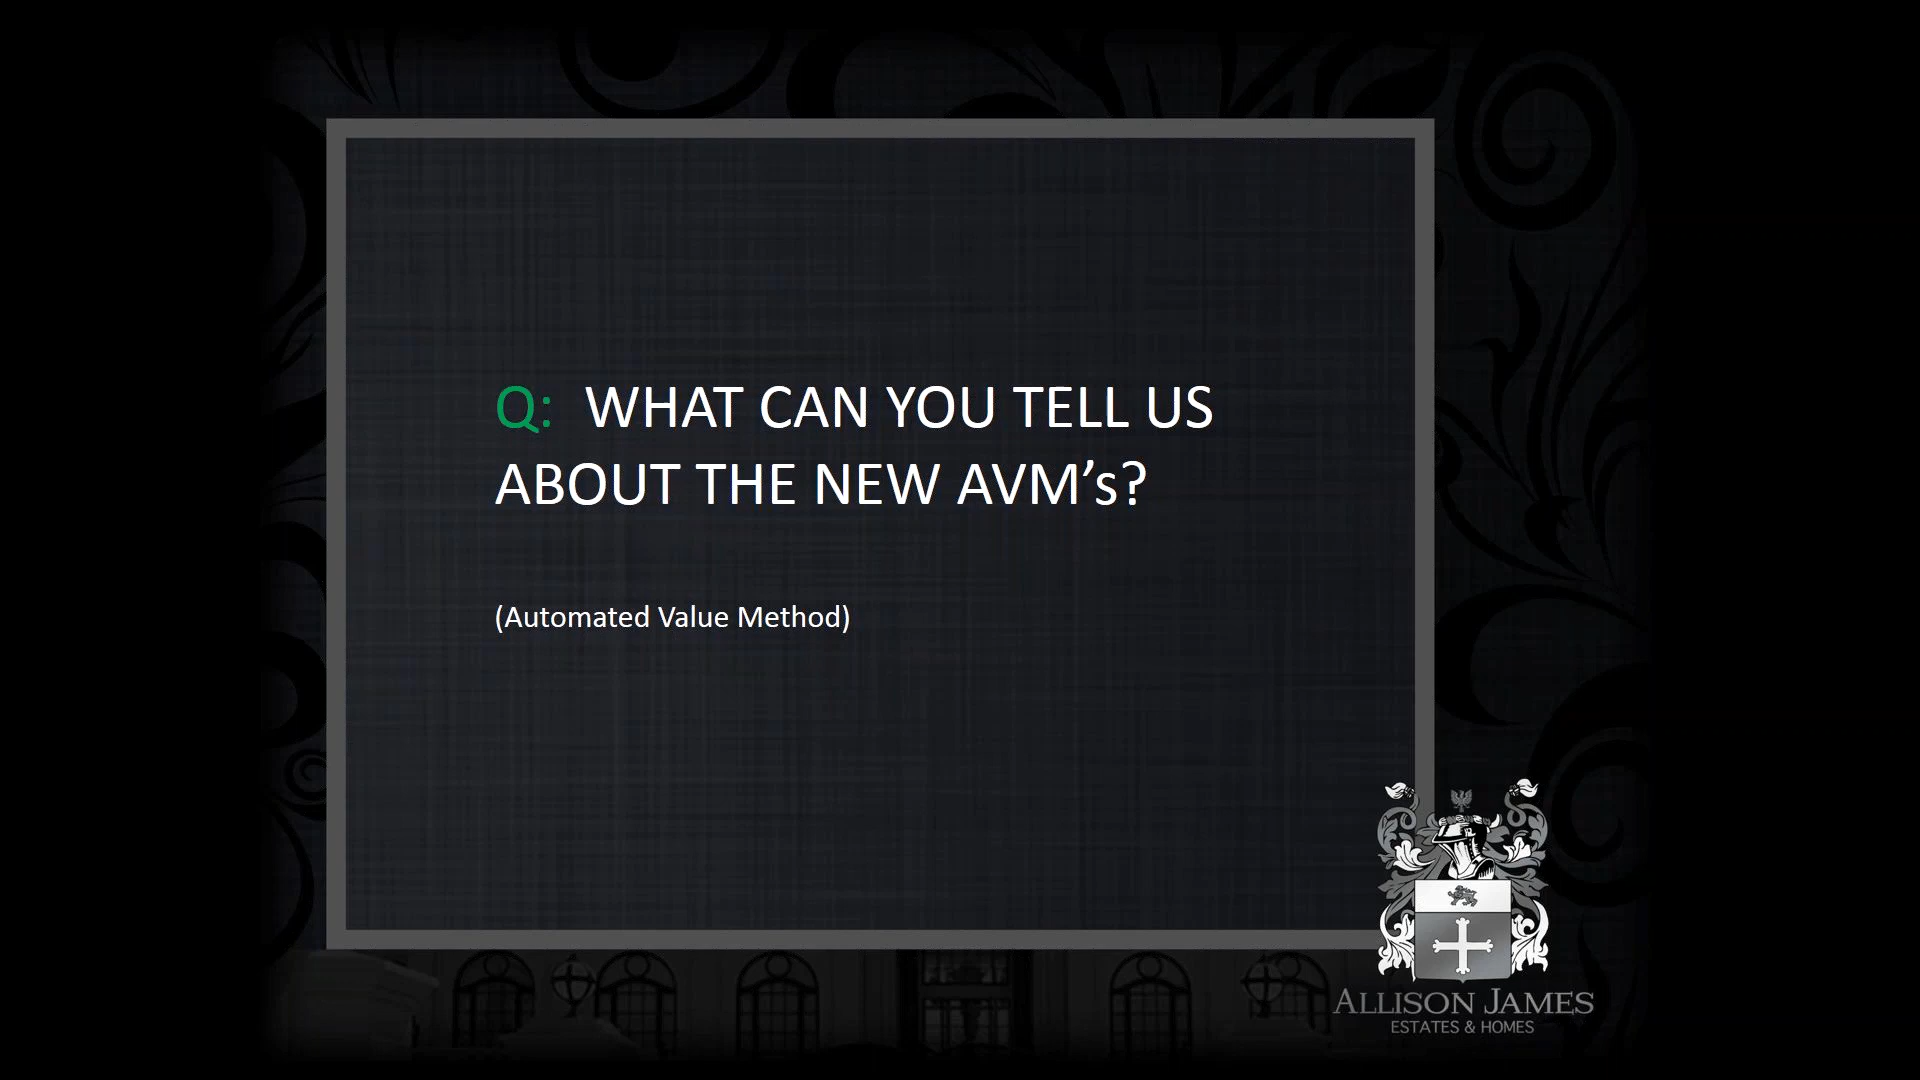 Q: WHAT CAN YOU TELL US
ABOUT THE NEW AVM’s?
(Automated Value Method)
ALLISON JAMES
ESTATES & HOMES